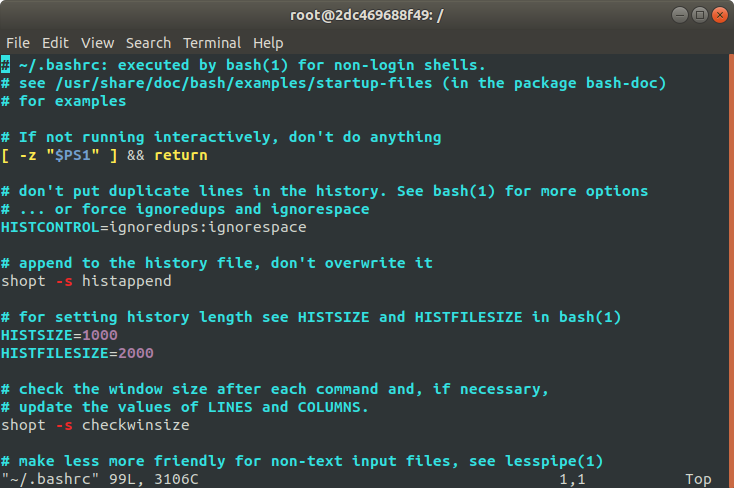 root@2dc469688f49: /
File Edit View Search Terminal Help
# ~/.bashrc: executed by bash(1) for non-login shells.
# see /usr/share/doc/bash/examples/startup-files (in the package bash-doc)
# for examples
# If not running interactively, don't do anything
[ -z "$PS1" ] && return
# don't put duplicate lines in the history. See bash(1) for more options
# ... or force ignoredups and ignorespace
HISTCONTROL=ignoredups:ignorespace
# append to the history file, don't overwrite it
shopt -s histappend
# for setting history length see HISTSIZE and HISTFILESIZE in bash(1)
HISTSIZE=1000
HISTFILESIZE=2000
# check the window size after each command and, if necessary,
# update the values of LINES and COLUMNS.
shopt -s checkwinsize
# make less more friendly for non-text input files, see lesspipe(1)
"~/.bashrc" 99L, 3106C 1,1 Top